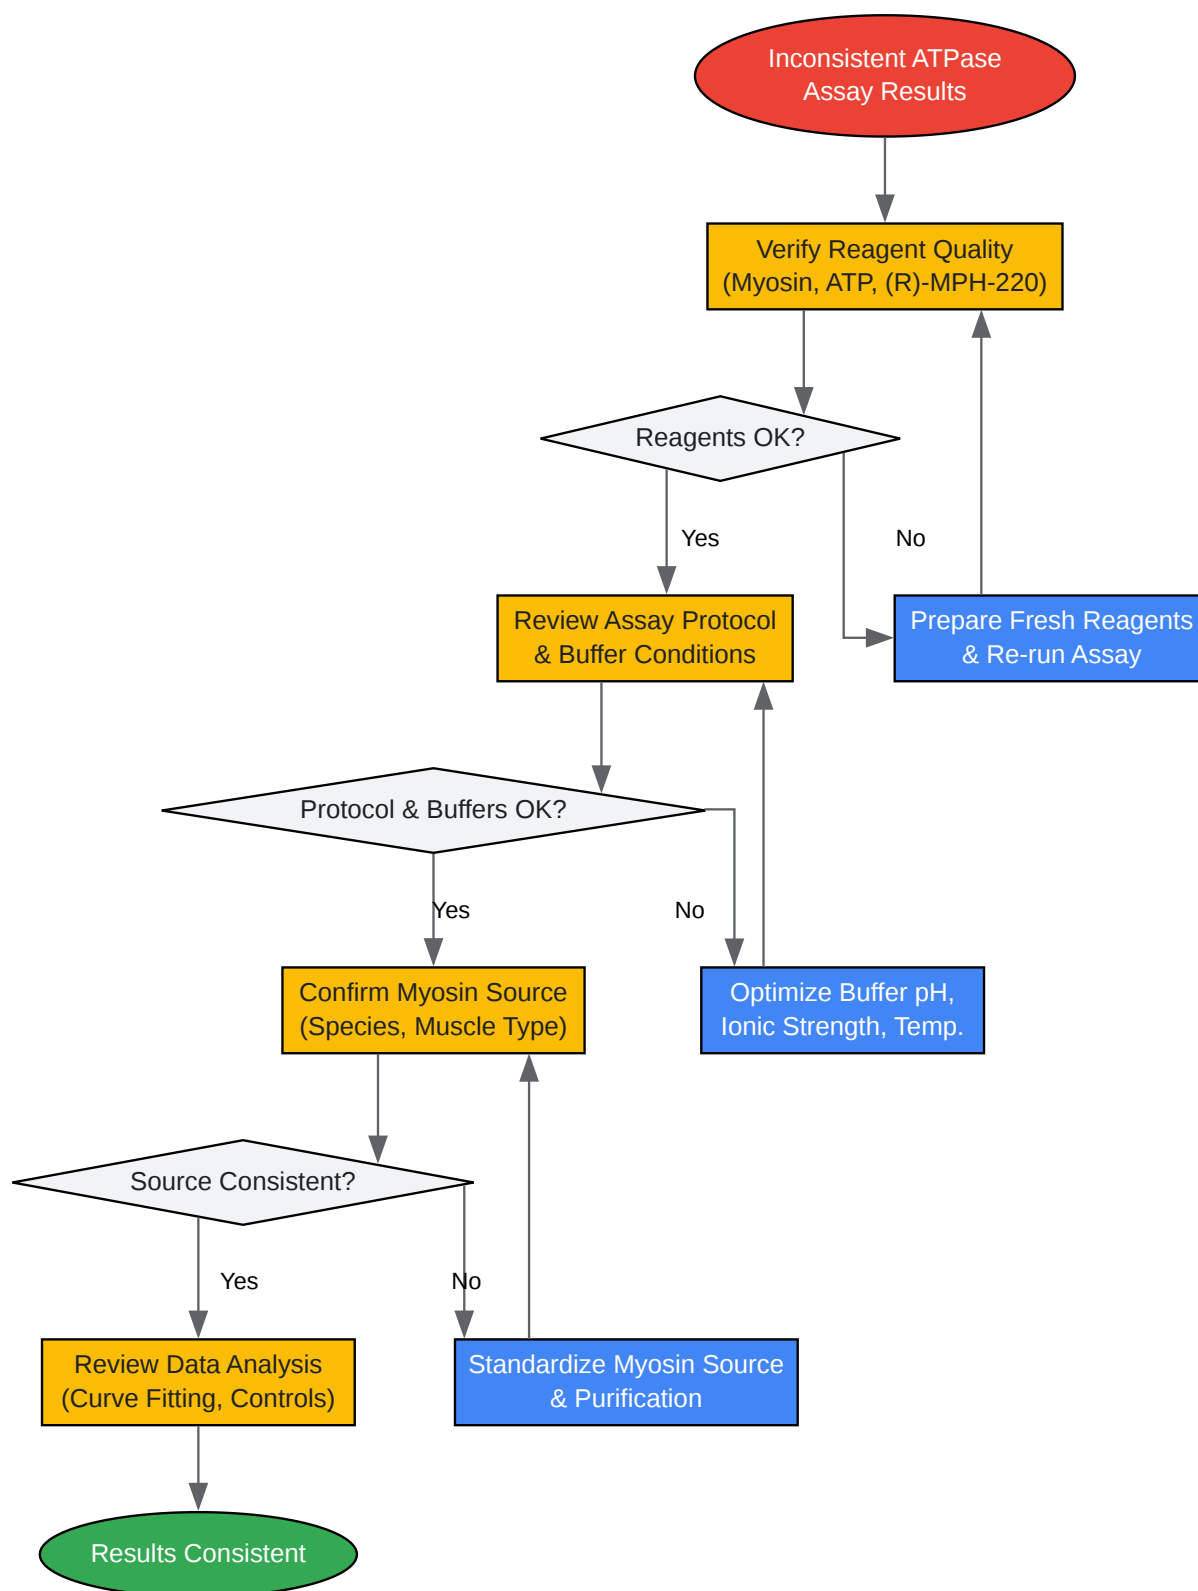 Inconsistent ATPase
Assay Results
Verify Reagent Quality
(Myosin, ATP, (R)-MPH-220)
Reagents OK?
Yes
No
Review Assay Protocol
& Buffer Conditions
Prepare Fresh Reagents
& Re-run Assay
Protocol & Buffers OK?
Yes
No
Confirm Myosin Source
(Species, Muscle Type)
Optimize Buffer pH,
Ionic Strength, Temp.
Source Consistent?
Yes
No
Review Data Analysis
(Curve Fitting, Controls)
Standardize Myosin Source
& Purification
Results Consistent